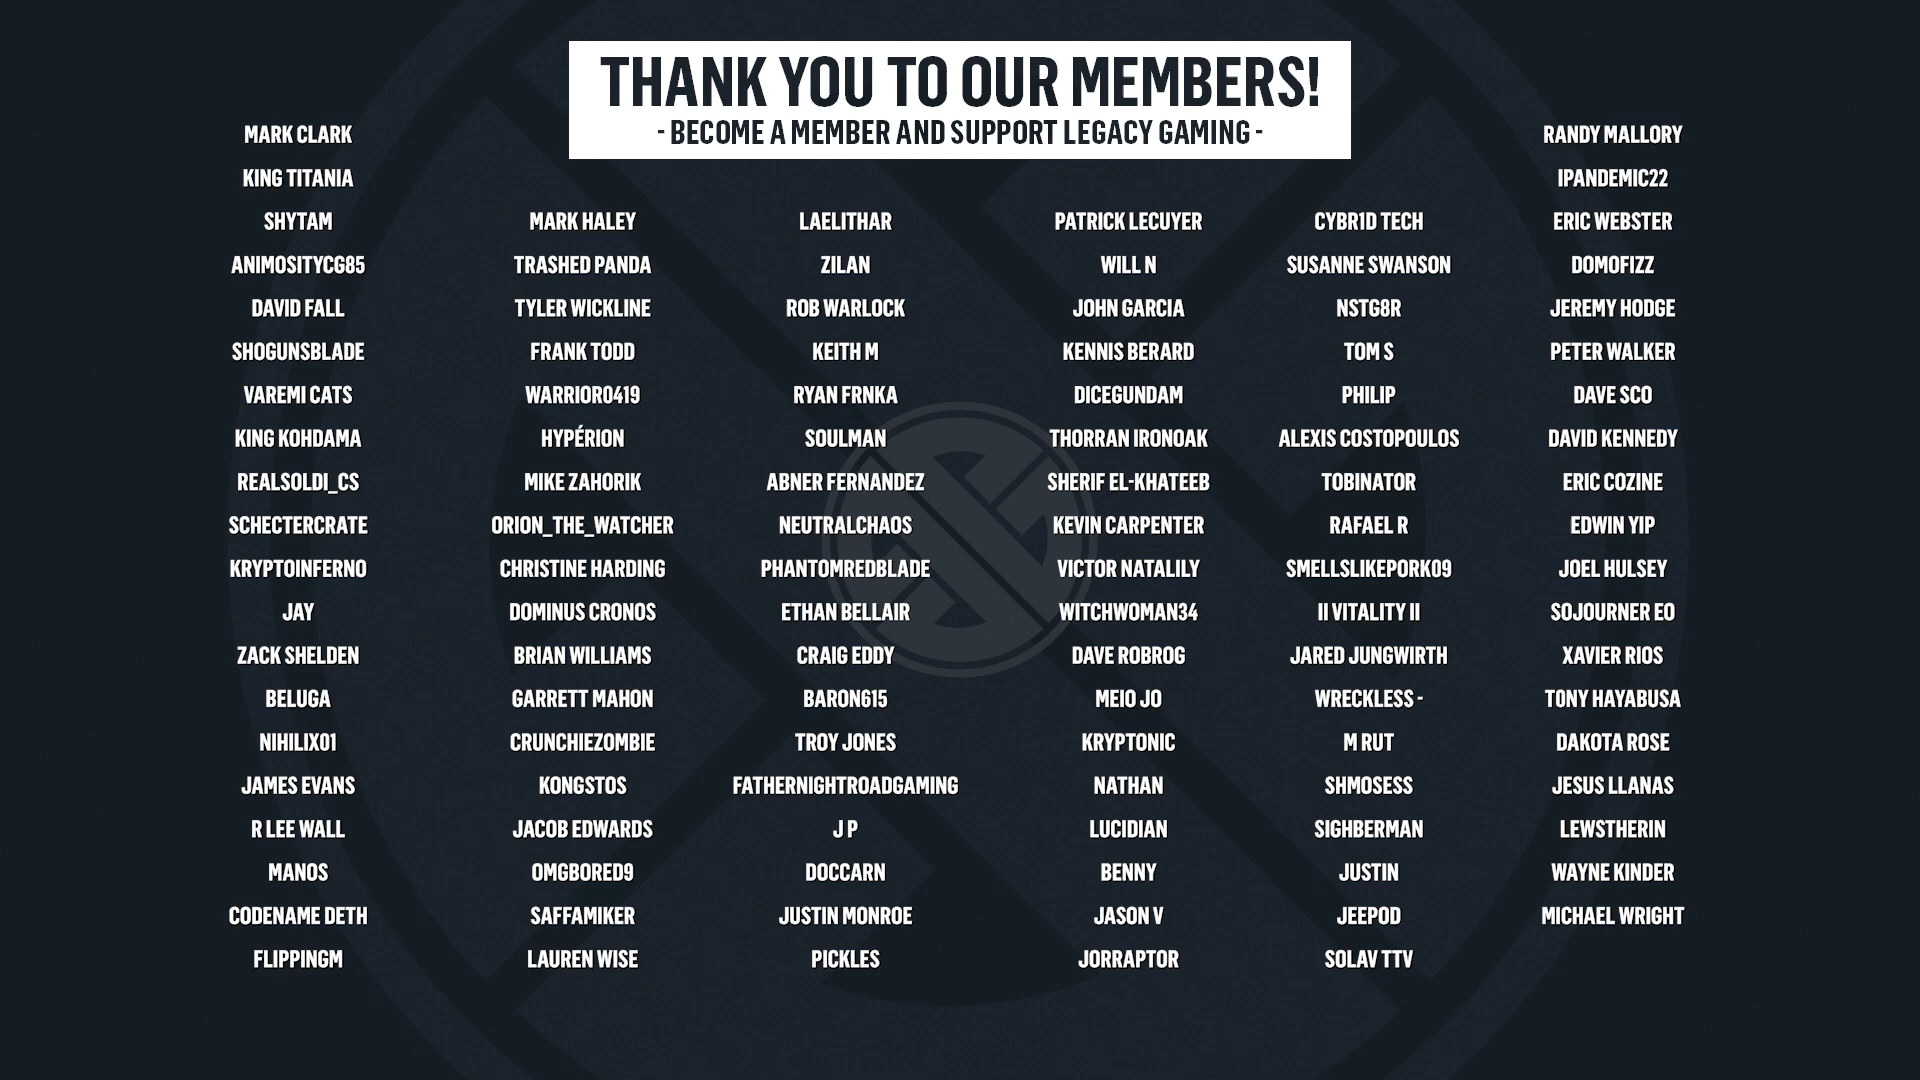 THANK YOU TO OUR MEMBERS!
- BECOME A MEMBER AND SUPPORT LEGACY GAMING -
MARK CLARK
KING TITANIA
SHYTAM
ANIMOSITYCG85
DAVID FALL
SHOGUNSBLADE
VAREMI CATS
KING KOHDAMA
REALSOLDI_CS
SCHECTERCRATE
KRYPTOINFERNO
JAY
ZACK SHELDEN
BELUGA
NIHILIX01
JAMES EVANS
R LEE WALL
MANOS
CODENAME DETH
FLIPPINGM
MARK HALEY
TRASHED PANDA
TYLER WICKLINE
FRANK TODD
WARRIOR0419
HYPÉRION
MIKE ZAHORIK
ORION_THE_WATCHER
CHRISTINE HARDING
DOMINUS CRONOS
BRIAN WILLIAMS
GARRETT MAHON
CRUNCHIEZOMBIE
KONGSTOS
JACOB EDWARDS
OMGBORED9
SAFFAMIKER
LAUREN WISE
LAELITHAR
ZILAN
ROB WARLOCK
KEITH M
RYAN FRNKA
SOULMAN
ABNER FERNANDEZ
NEUTRALCHAOS
PHANTOMREDBLADE
ETHAN BELLAIR
CRAIG EDDY
BARON615
TROY JONES
FATHERNIGHTROADGAMING
J P
DOCCARN
JUSTIN MONROE
PICKLES
PATRICK LECUYER
WILL N
JOHN GARCIA
KENNIS BERARD
DICEGUNDAM
THORRAN IRONOAK
SHERIF EL-KHATEEB
KEVIN CARPENTER
VICTOR NATALILY
WITCHWOMAN34
DAVE ROBROG
MEIO JO
KRYPTONIC
NATHAN
LUCIDIAN
BENNY
JASON V
JORRAPTOR
CYBR1D TECH
SUSANNE SWANSON
NSTG8R
TOM S
PHILIP
ALEXIS COSTOPOULOS
TOBINATOR
RAFAEL R
SMELLSLIKEPORK09
II VITALITY II
JARED JUNGWIRTH
WRECKLESS -
M RUT
SHMOSESS
SIGHBERMAN
JUSTIN
JEEPOD
SOLAV TTV
RANDY MALLORY
IPANDEMIC22
ERIC WEBSTER
DOMOFIZZ
JEREMY HODGE
PETER WALKER
DAVE SCO
DAVID KENNEDY
ERIC COZINE
EDWIN YIP
JOEL HULSEY
SOJOURNER EO
XAVIER RIOS
TONY HAYABUSA
DAKOTA ROSE
JESUS LLANAS
LEWSTHERIN
WAYNE KINDER
MICHAEL WRIGHT